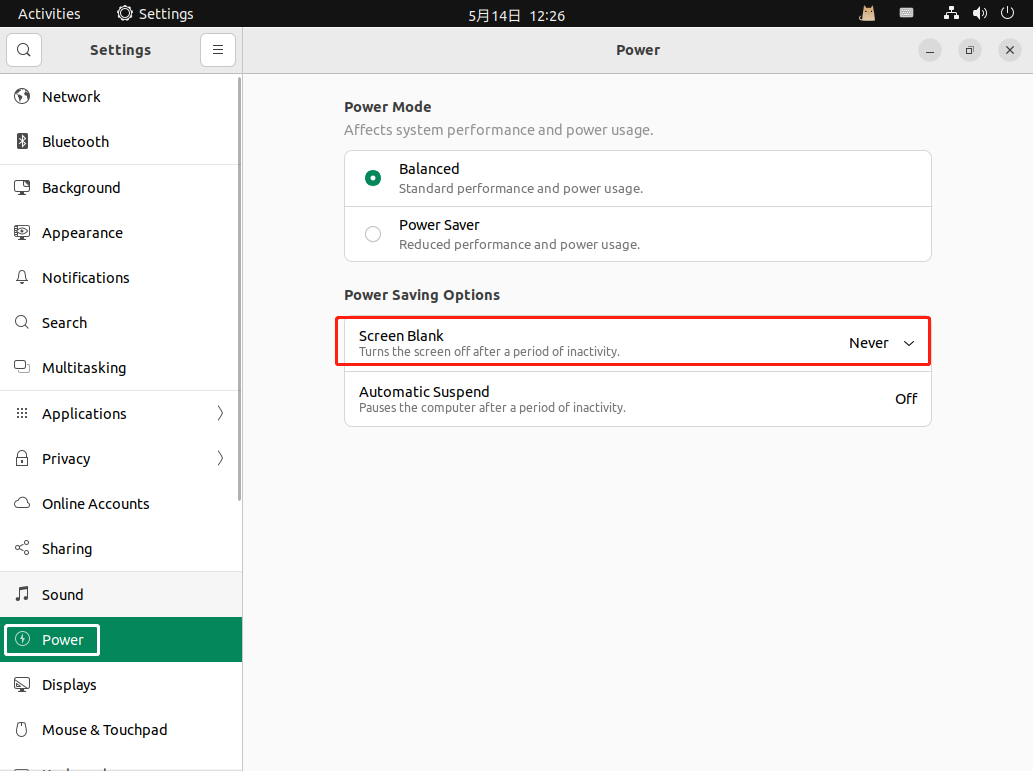 Activities Settings 5月14日 12:26
Settings
Power
Network
Bluetooth
Background
Appearance
Notifications
Search
Multitasking
Applications
Privacy
Online Accounts
Sharing
Sound
Power
Displays
Mouse & Touchpad
Power Mode
Affects system performance and power usage.
Balanced
Standard performance and power usage.
Power Saver
Reduced performance and power usage.
Power Saving Options
Screen Blank
Turns the screen off after a period of inactivity.
Never
Automatic Suspend
Pauses the computer after a period of inactivity.
Off